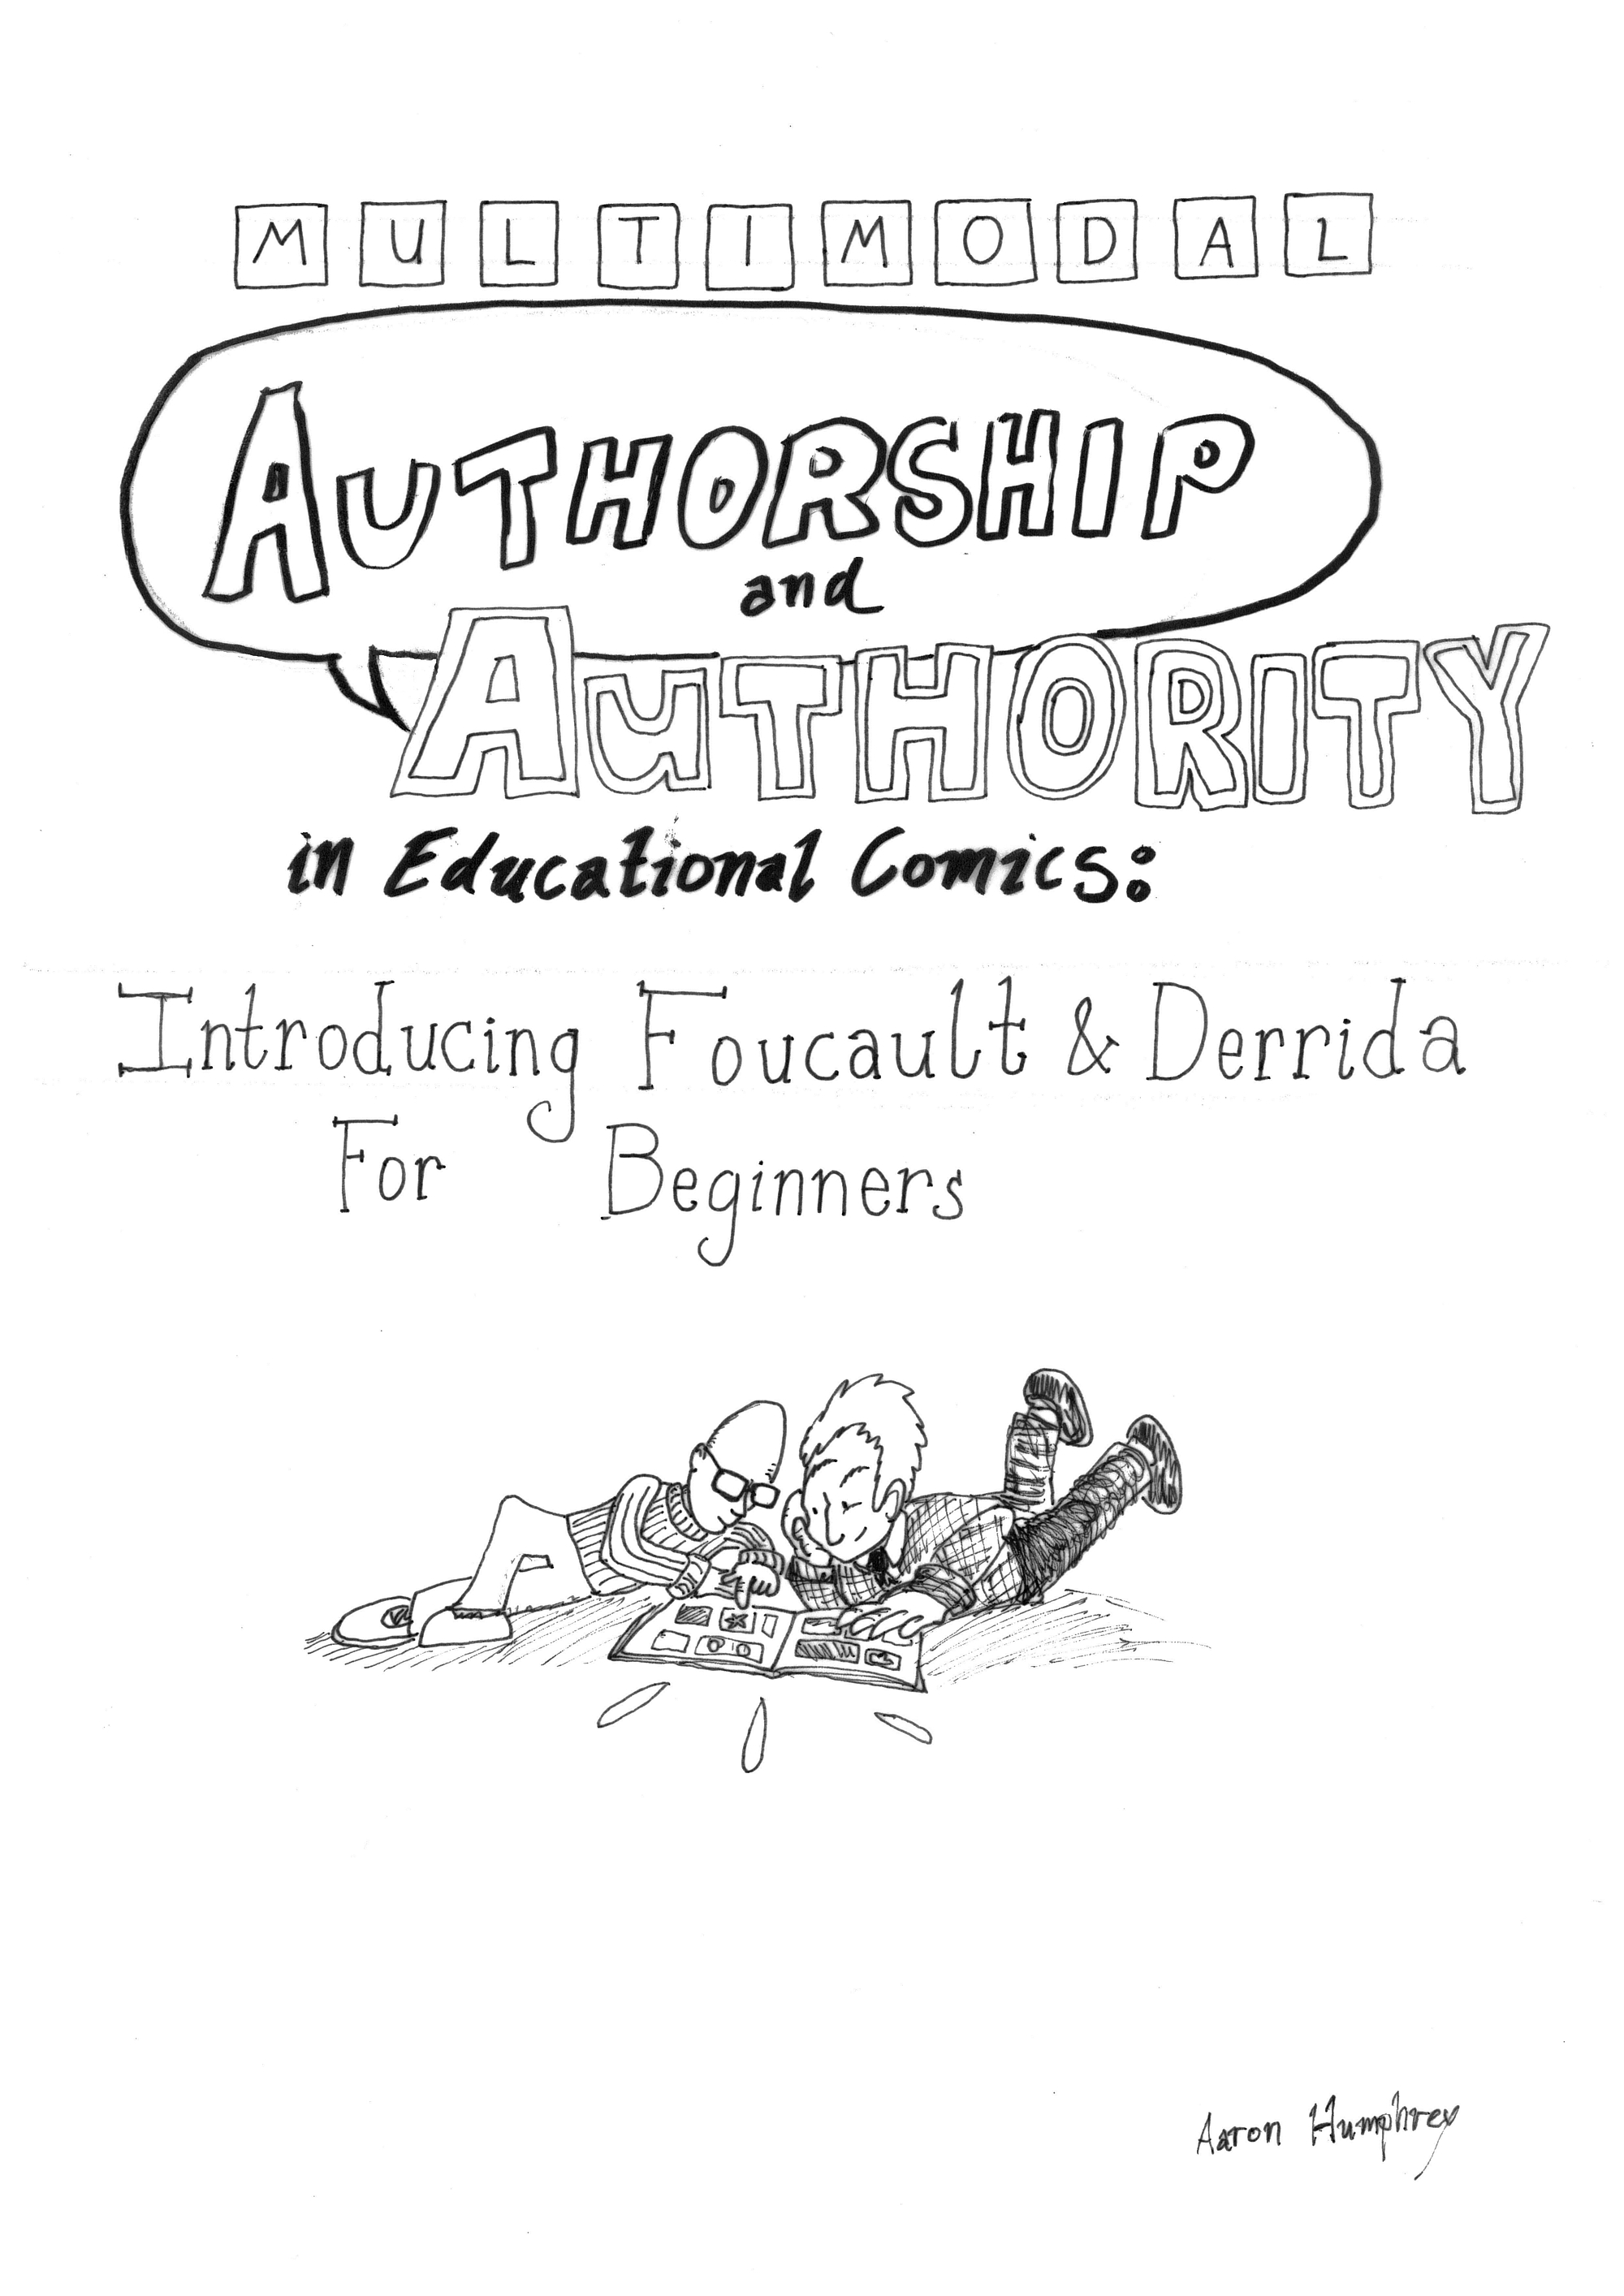 MULTIMODAL
AUTHORSHIP
and
AUTHORITY
in Educational Comics:
Introducing Foucault & Derrida
For Beginners
Aaron Humphrey